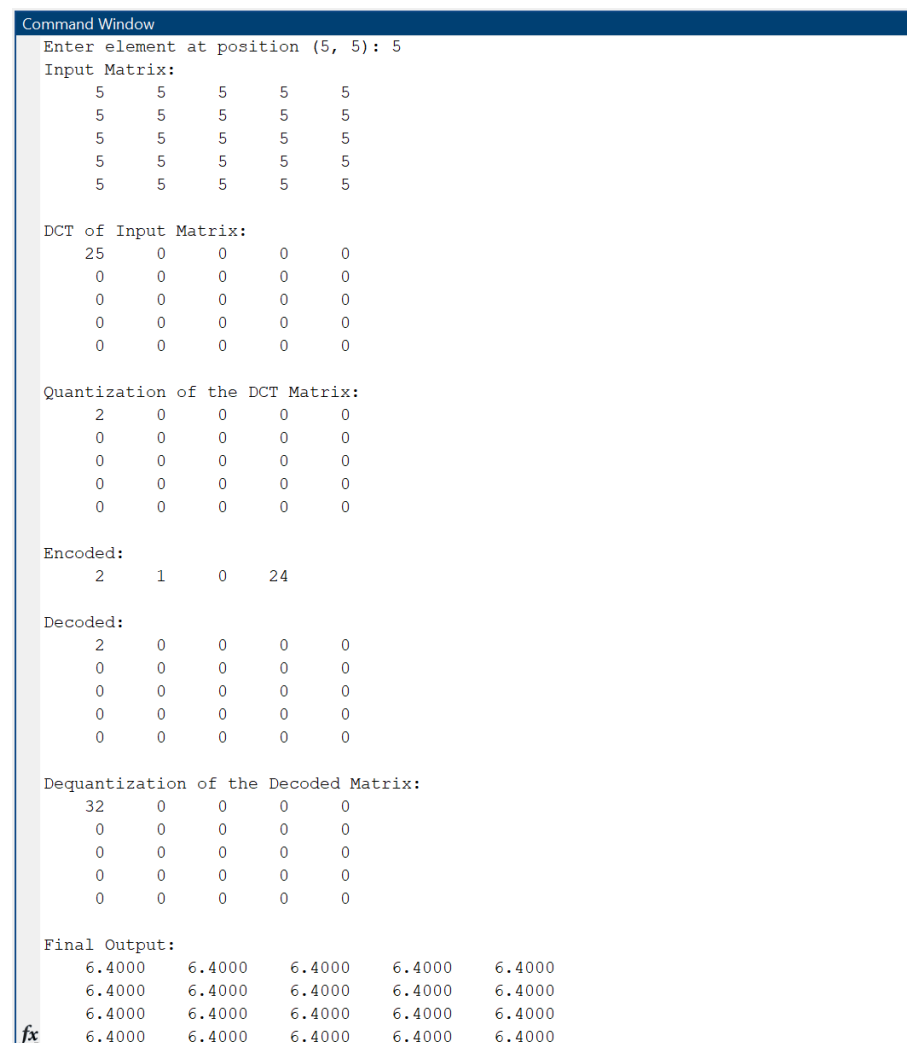 Command Window
Enter element at position (5, 5): 5
Input Matrix:
5 5 5 5 5
5 5 5 5 5
5 5 5 5 5
5 5 5 5 5
5 5 5 5 5
DCT of Input Matrix:
25 0 0 0 0
0 0 0 0 0
0 0 0 0 0
0 0 0 0 0
0 0 0 0 0
Quantization of the DCT Matrix:
2 0 0 0 0
0 0 0 0 0
0 0 0 0 0
0 0 0 0 0
0 0 0 0 0
Encoded:
2 1 0 24
Decoded:
2 0 0 0 0
0 0 0 0 0
0 0 0 0 0
0 0 0 0 0
0 0 0 0 0
Dequantization of the Decoded Matrix:
32 0 0 0 0
0 0 0 0 0
0 0 0 0 0
0 0 0 0 0
0 0 0 0 0
Final Output:
6.4000 6.4000 6.4000 6.4000 6.4000
6.4000 6.4000 6.4000 6.4000 6.4000
6.4000 6.4000 6.4000 6.4000 6.4000
fx 6.4000 6.4000 6.4000 6.4000 6.4000